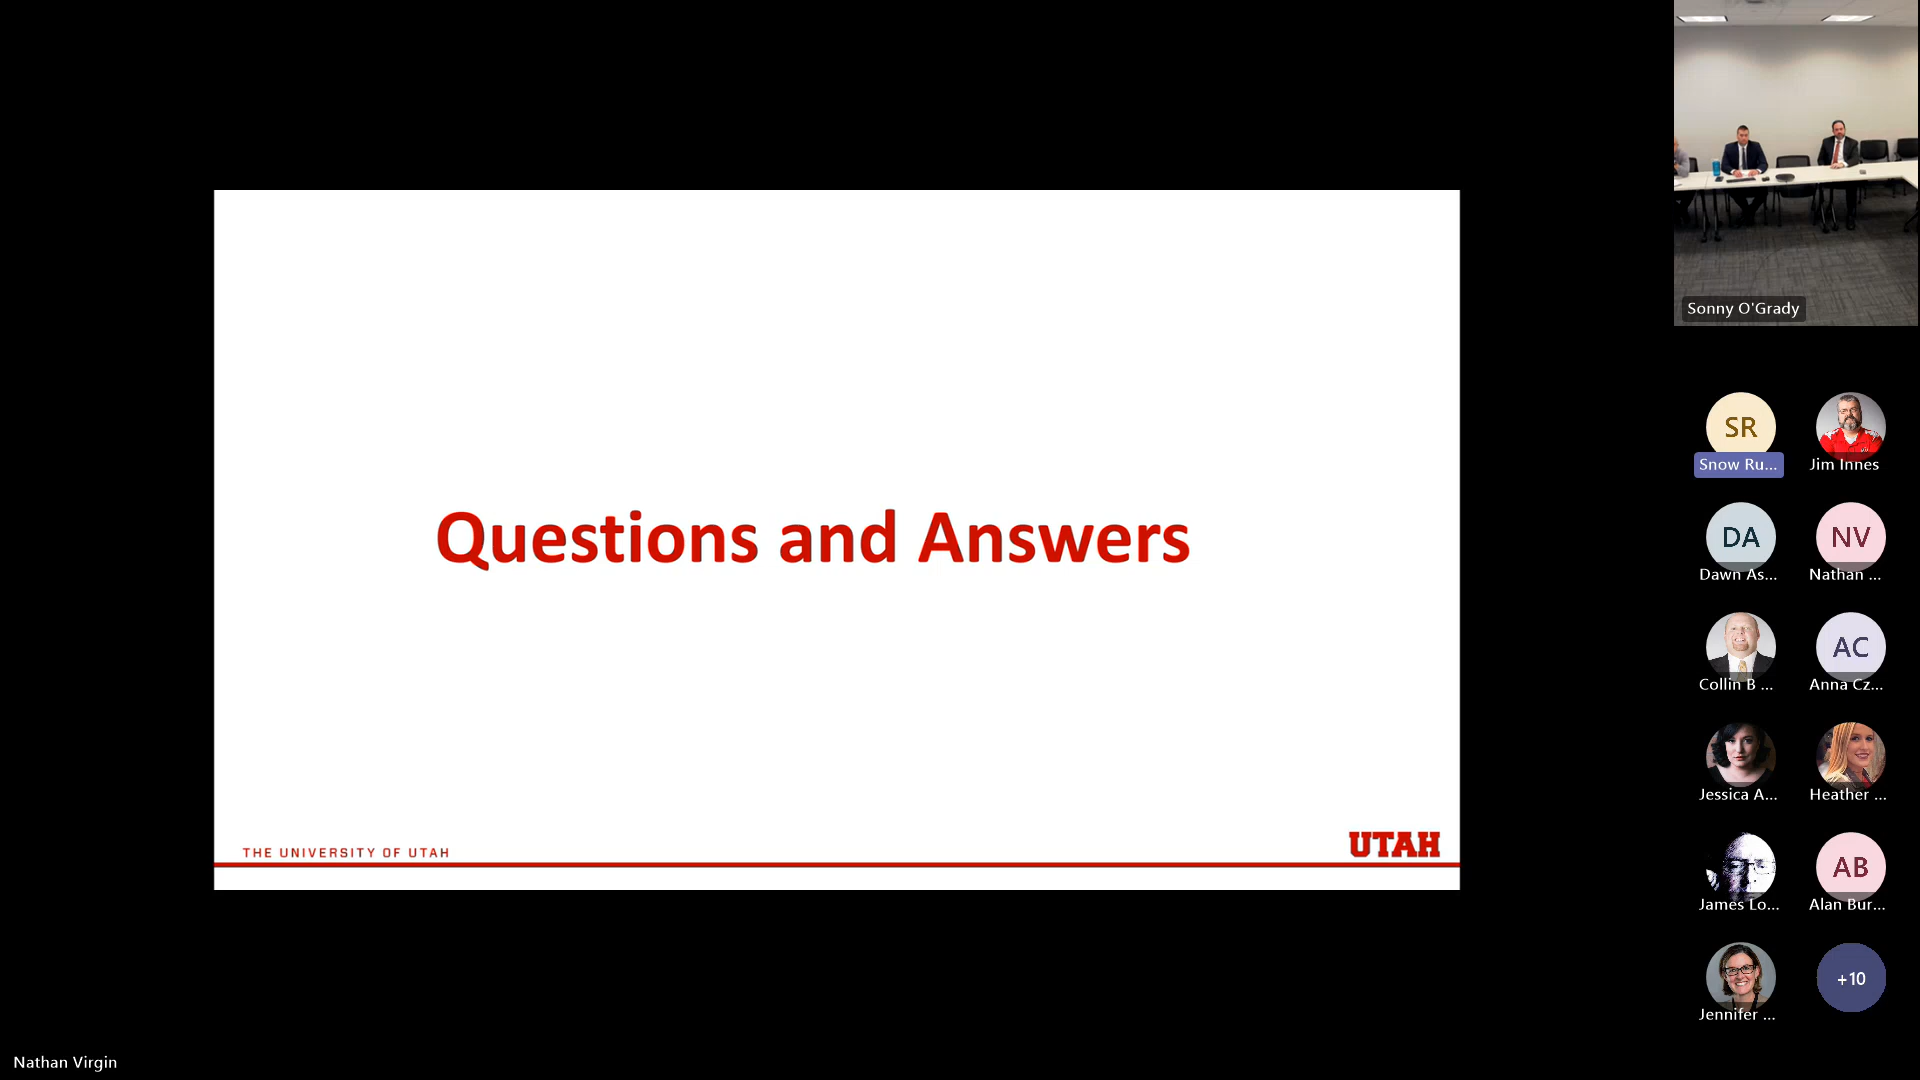 Questions and Answers
THE UNIVERSITY OF UTAH
UTAH
Nathan Virgin
Sonny O'Grady
SR
Snow Ru...
Jim Innes
DA
Dawn As...
NV
Nathan ...
Collin B ...
AC
Anna Cz...
Jessica A...
Heather ...
James Lo...
AB
Alan Bur...
Jennifer ...
+10